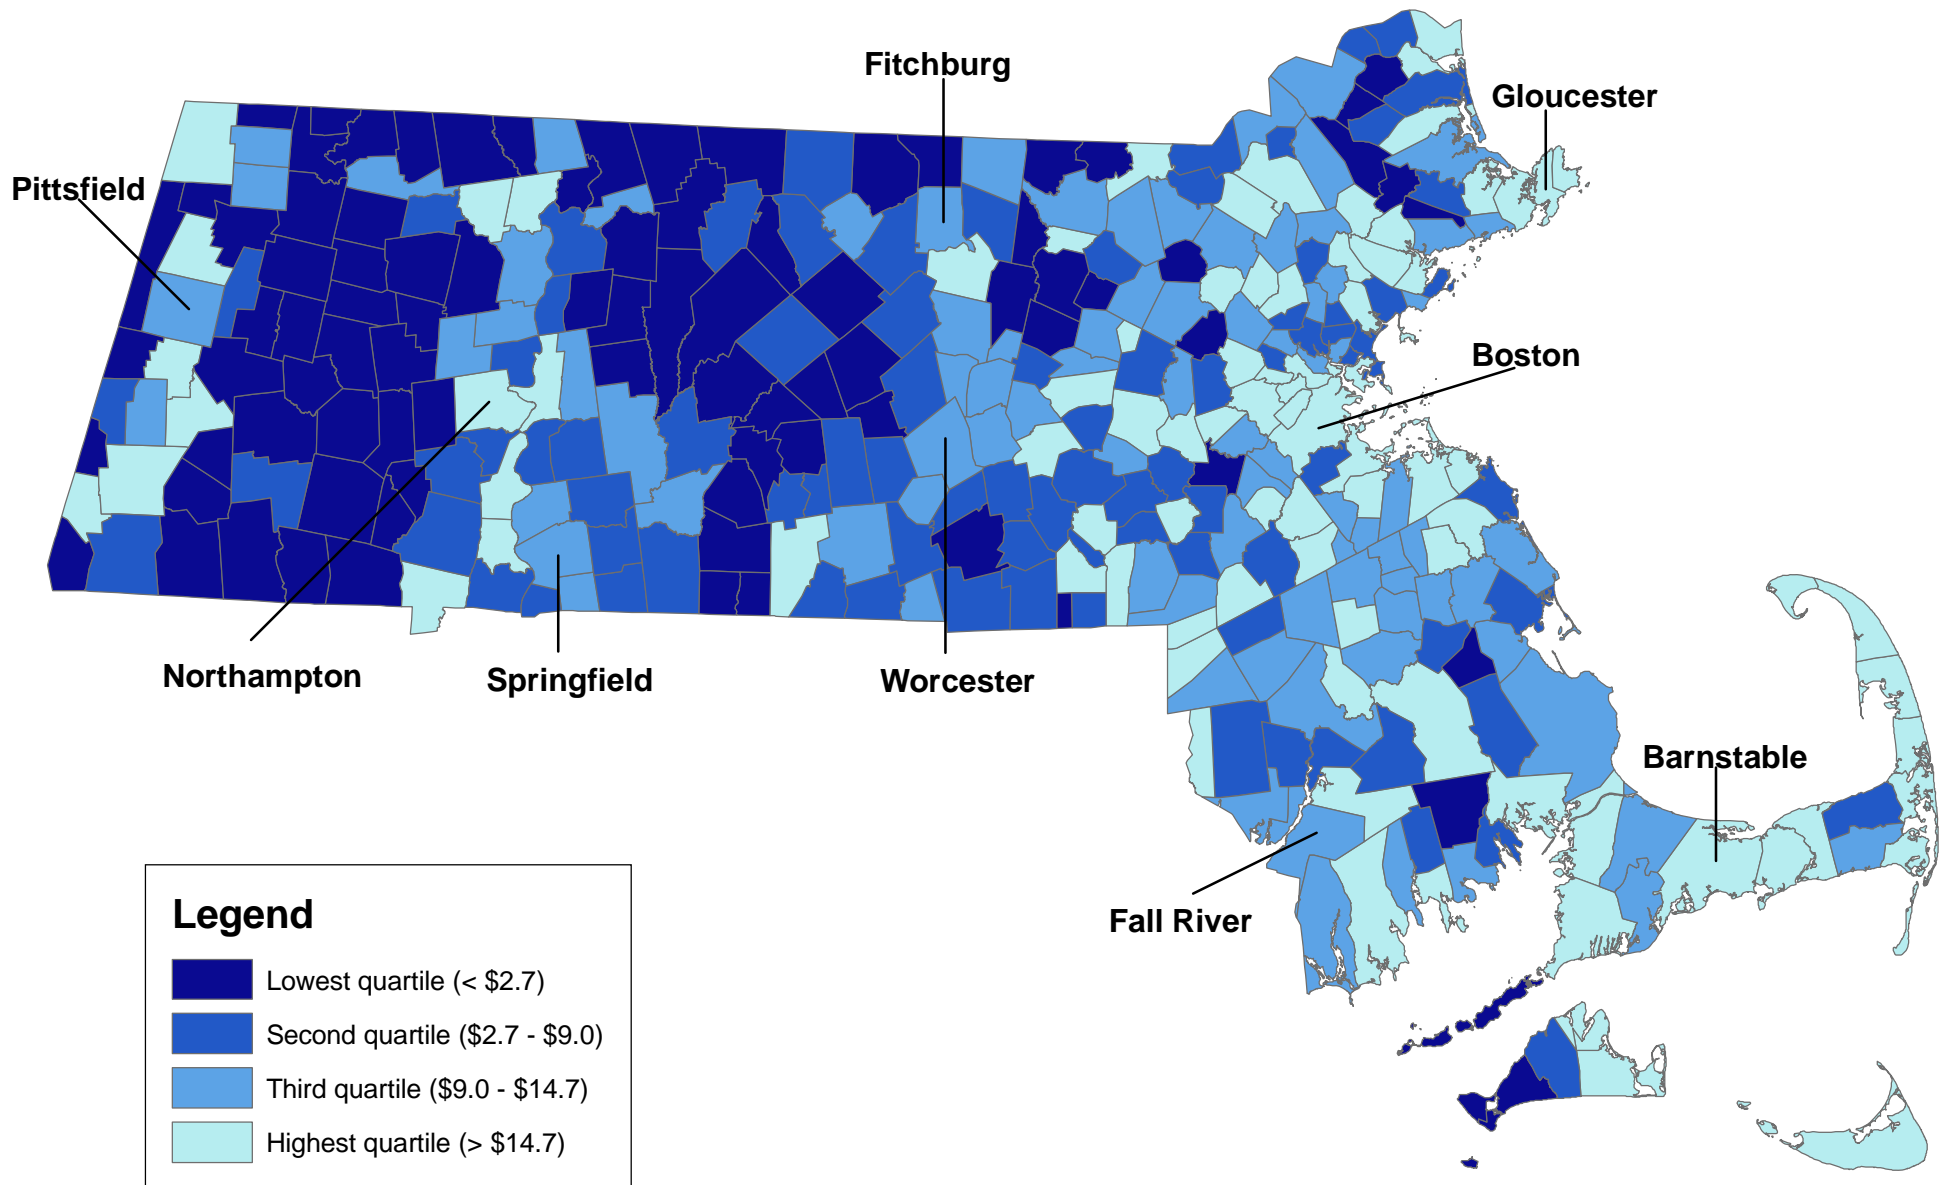 Fitchburg
Gloucester
Pittsfield
Boston
Northampton
Springfield
Worcester
Barnstable
Fall River
Legend
Lowest quartile (< $2.7)
Second quartile ($2.7 - $9.0)
Third quartile ($9.0 - $14.7)
Highest quartile (> $14.7)